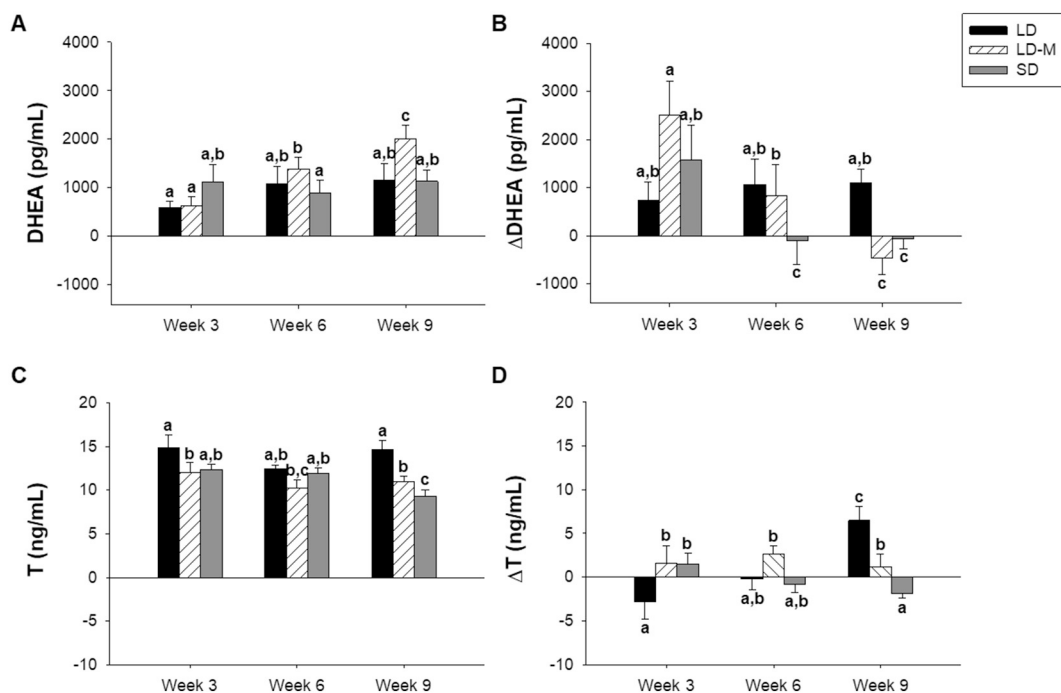 A
DHEA (pg/mL)
4000
3000
2000
1000
0
-1000
a a a,b
a,b b a
a,b c a,b
Week 3 Week 6 Week 9
B
ΔDHEA (pg/mL)
4000
3000
2000
1000
0
-1000
a,b a a,b
a,b b c
a,b c c
Week 3 Week 6 Week 9
LD
LD-M
SD
C
T (ng/mL)
20
15
10
5
0
-5
-10
a b a,b
a,b b,c a,b
a b c
Week 3 Week 6 Week 9
D
ΔT (ng/mL)
20
15
10
5
0
-5
-10
a b b
a,b b a,b
c b a
Week 3 Week 6 Week 9